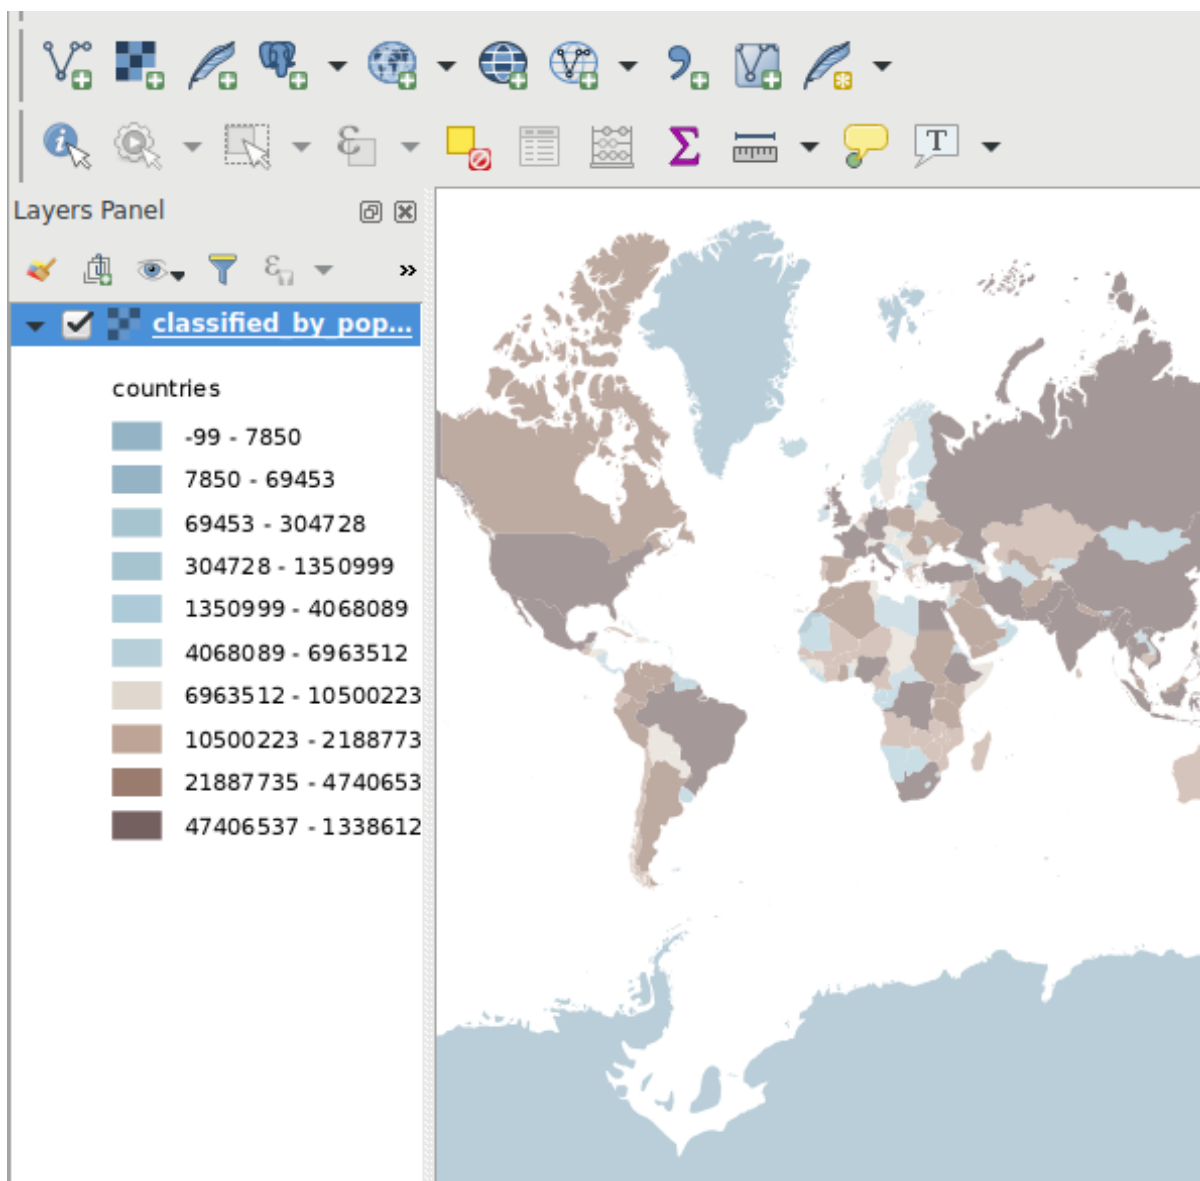 T
Layers Panel
classified_by_pop...
countries
-99 - 7850
7850 - 69453
69453 - 304728
304728 - 1350999
1350999 - 4068089
4068089 - 6963512
6963512 - 10500223
10500223 - 2188773
21887735 - 4740653
47406537 - 1338612